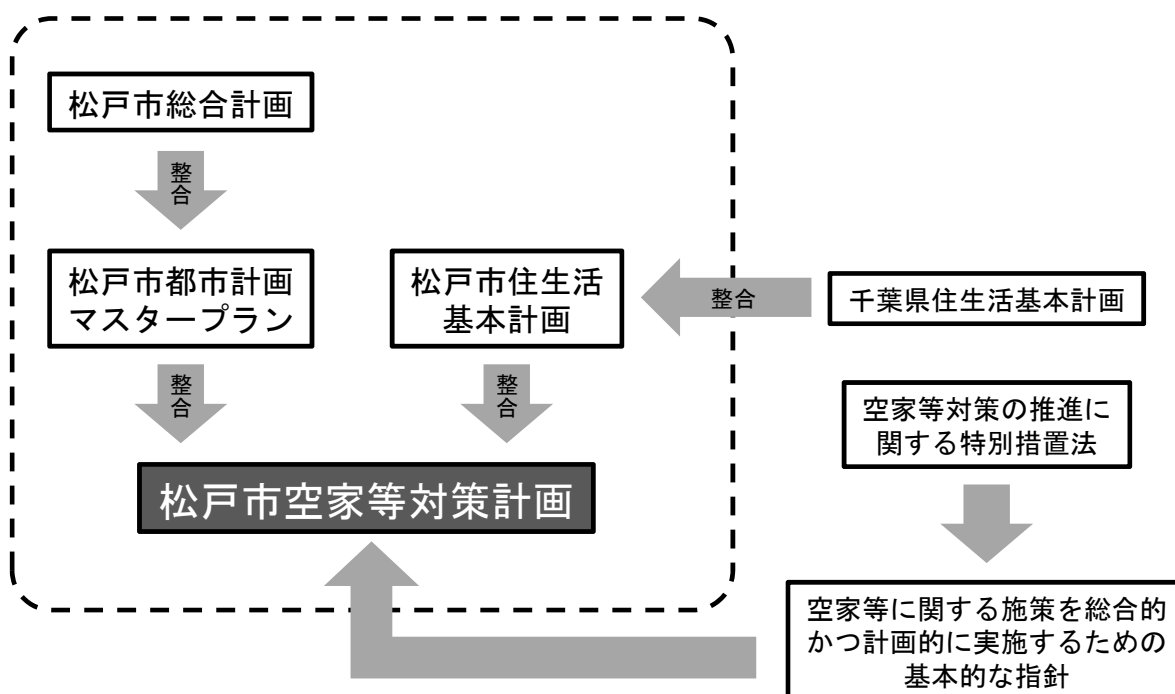 松戸市総合計画
整合
松戸市都市計画
マスタープラン
松戸市住生活
基本計画
整合
千葉県住生活基本計画
整合
整合
空家等対策の推進に
関する特別措置法
松戸市空家等対策計画
空家等に関する施策を総合的
かつ計画的に実施するための
基本的な指針